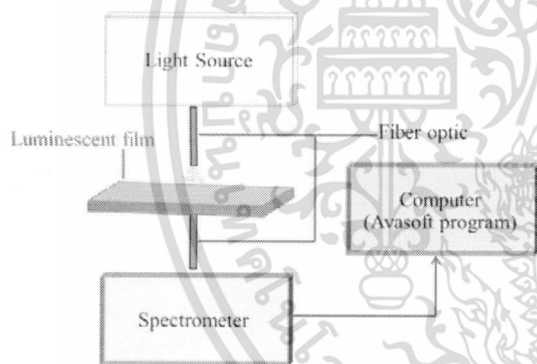 Light Source
Luminescent film
Fiber optic
Computer
(Avasoft program)
Spectrometer